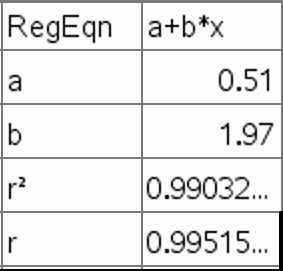 RegEqn a+b*x
a 0.51
b 1.97
r² 0.99032...
r 0.99515...